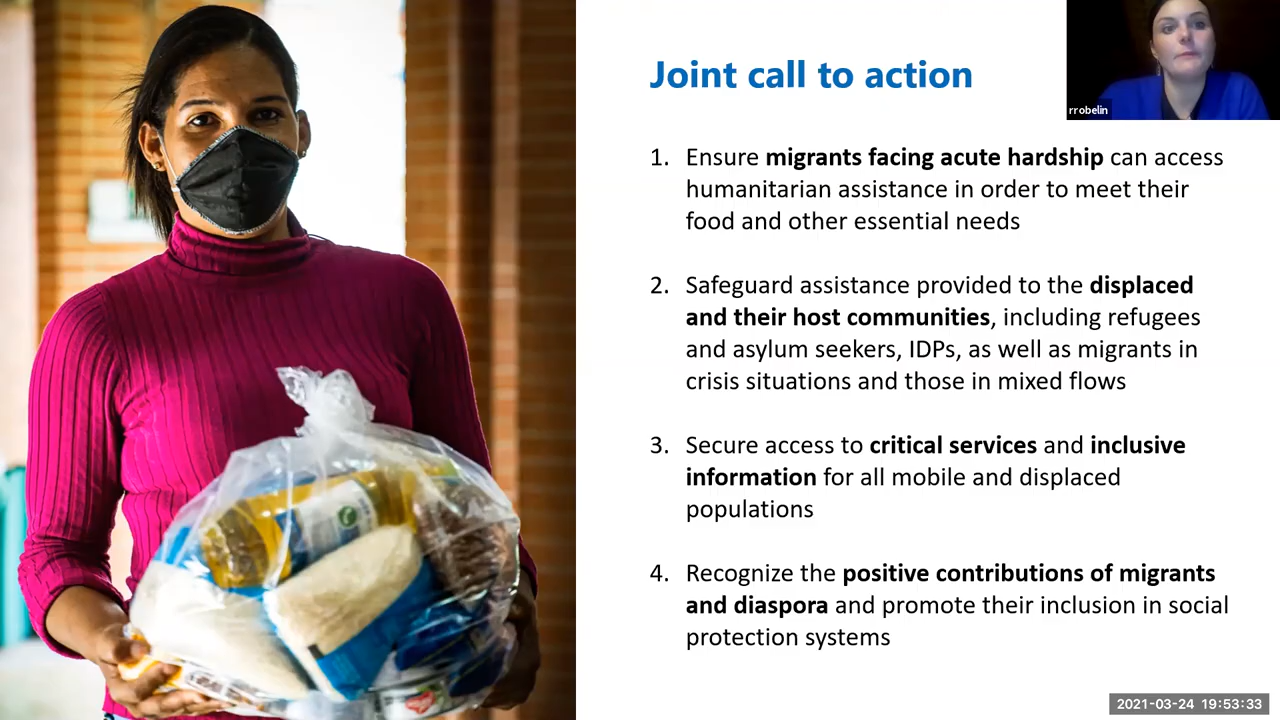 Joint call to action
rrobelin
1. Ensure migrants facing acute hardship can access
humanitarian assistance in order to meet their
food and other essential needs
2. Safeguard assistance provided to the displaced
and their host communities, including refugees
and asylum seekers, IDPs, as well as migrants in
crisis situations and those in mixed flows
3. Secure access to critical services and inclusive
information for all mobile and displaced
populations
4. Recognize the positive contributions of migrants
and diaspora and promote their inclusion in social
protection systems
2021-03-24 19:53:33